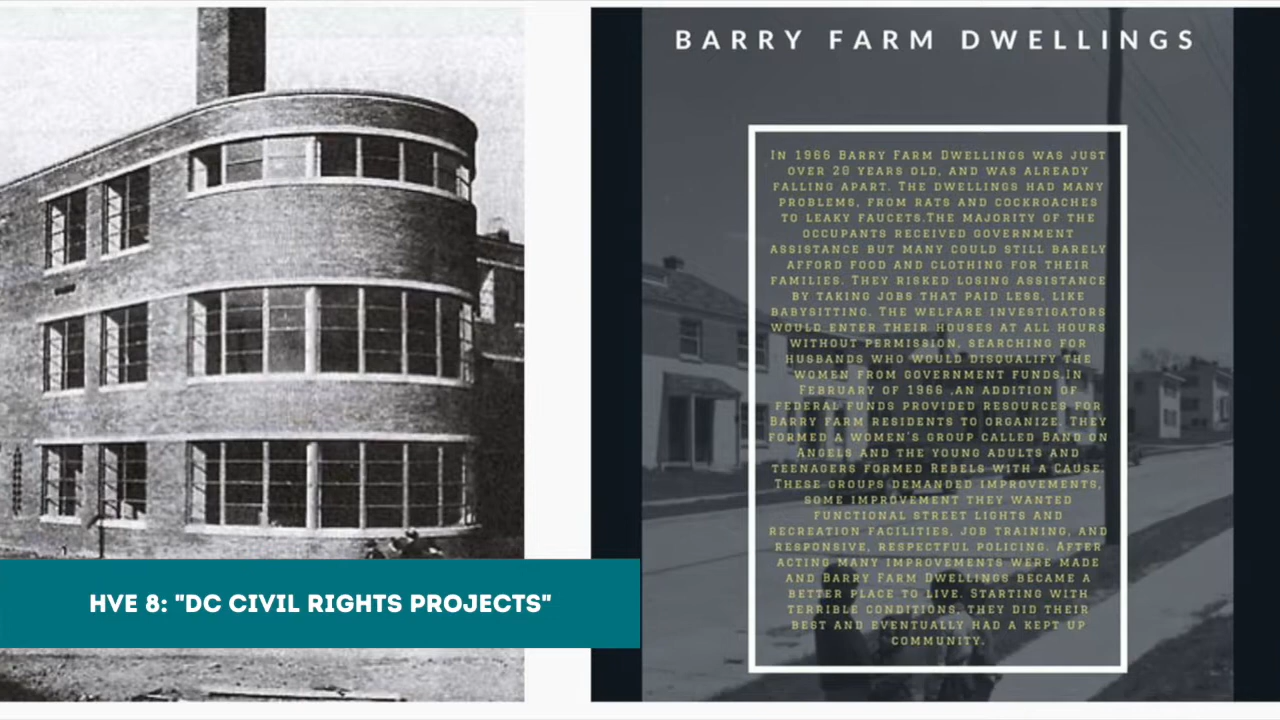 BARRY FARM DWELLINGS
In 1966 Barry Farm Dwellings was just
over 20 years old, and was already
falling apart. The dwellings had many
problems, from rats and cockroaches
to leaky faucets.The majority of the
occupants received government
assistance but many could still barely
afford food and clothing for their
families. They risked losing assistance
by taking jobs that paid less, like
babysitting. The welfare investigators
would enter their houses at all hours
without permission, searching for
husbands who would disqualify the
women from government funds.In
February of 1966 ,an addition of
federal funds provided resources for
Barry Farm residents to organize. They
formed a women's group called Band on
Angels and the young adults and
teenagers formed Rebels with a Cause.
These groups demanded improvements,
some improvement they wanted
functional street lights and
recreation facilities, job training, and
responsive, respectful policing. After
acting many improvements were made
and Barry Farm Dwellings became a
better place to live. Starting with
terrible conditions, they did their
best and eventually had a kept up
community.
HVE 8: "DC CIVIL RIGHTS PROJECTS"